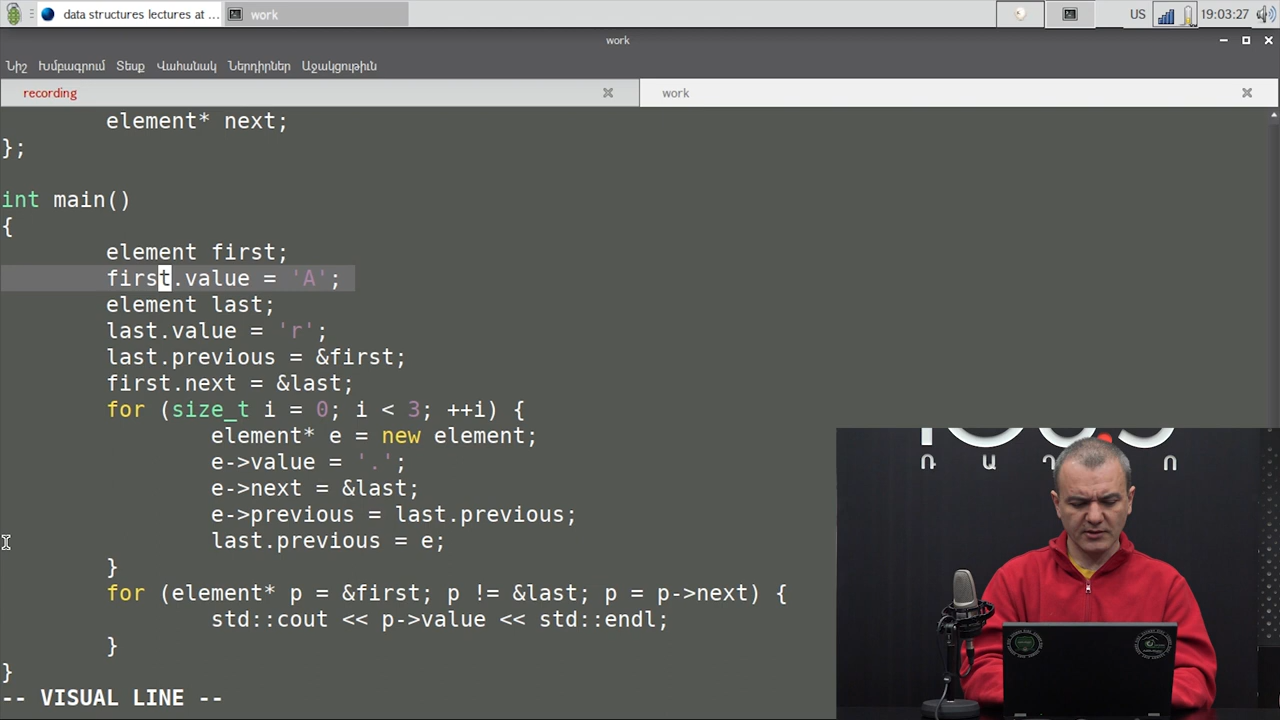 data structures lectures at ...
work
US
19:03:27
work
Նիշ Խմբագրում Տեսք Վահանակ Ներդիրներ Աջակցութիւն
recording
work
element* next;
};
int main()
{
element first;
first.value = 'A';
element last;
last.value = 'r';
last.previous = &first;
first.next = &last;
for (size_t i = 0; i < 3; ++i) {
element* e = new element;
e->value = '.';
e->next = &last;
e->previous = last.previous;
last.previous = e;
}
for (element* p = &first; p != &last; p = p->next) {
std::cout << p->value << std::endl;
}
}
-- VISUAL LINE --